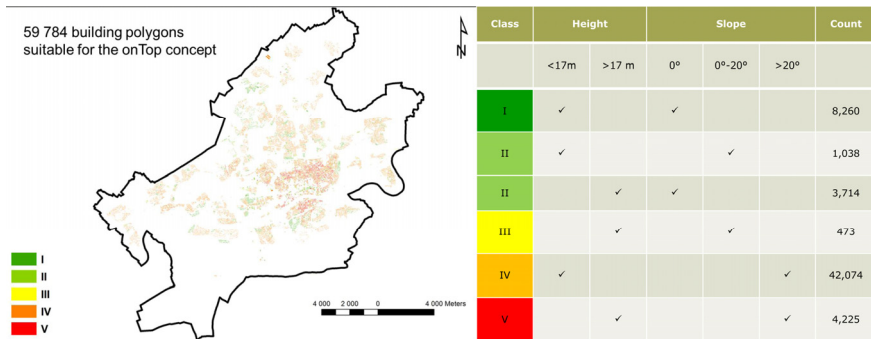 59 784 building polygons
suitable for the onTop concept
N
I
II
III
IV
V
4 000 2 000 0 4 000 Meters
Class Height Slope Count
<17m >17 m 0° 0°-20° >20°
I ✓ ✓ 8,260
II ✓ ✓ 1,038
II ✓ ✓ 3,714
III ✓ ✓ 473
IV ✓ ✓ 42,074
V ✓ ✓ 4,225